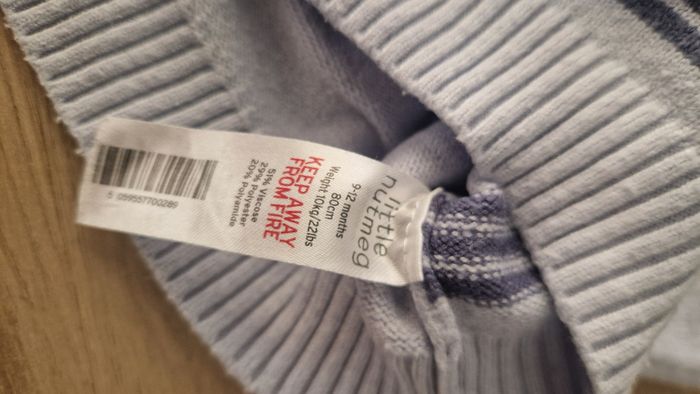 little
nutmeg
9-12 months
80cm
Weight 10kg/22lbs
KEEP AWAY
FROM FIRE
51% Viscose
29% Polyester
20% Polyamide
5 059557700289